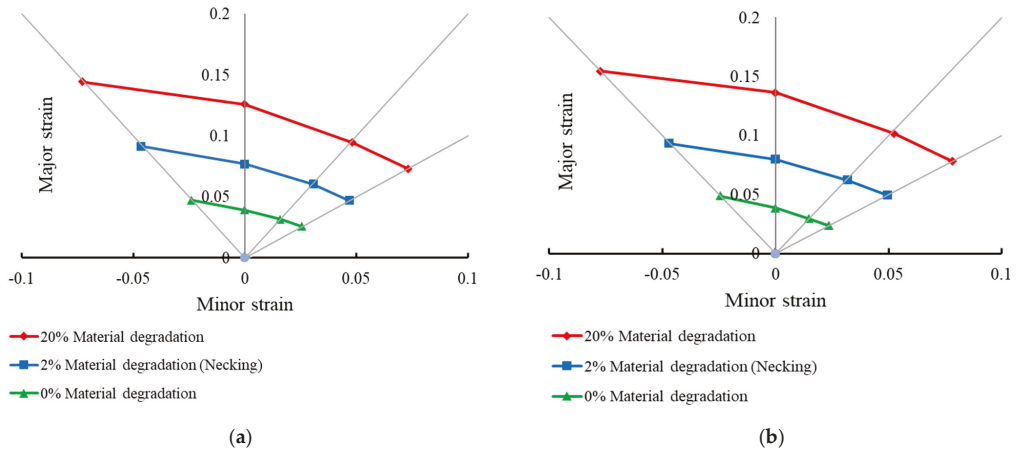 0.2
0.15
0.1
0.05
0
-0.1
-0.05
0
0.05
0.1
Major strain
Minor strain
20% Material degradation
2% Material degradation (Necking)
0% Material degradation
(a)
0.2
0.15
0.1
0.05
0
-0.1
-0.05
0
0.05
0.1
Major strain
Minor strain
20% Material degradation
2% Material degradation (Necking)
0% Material degradation
(b)